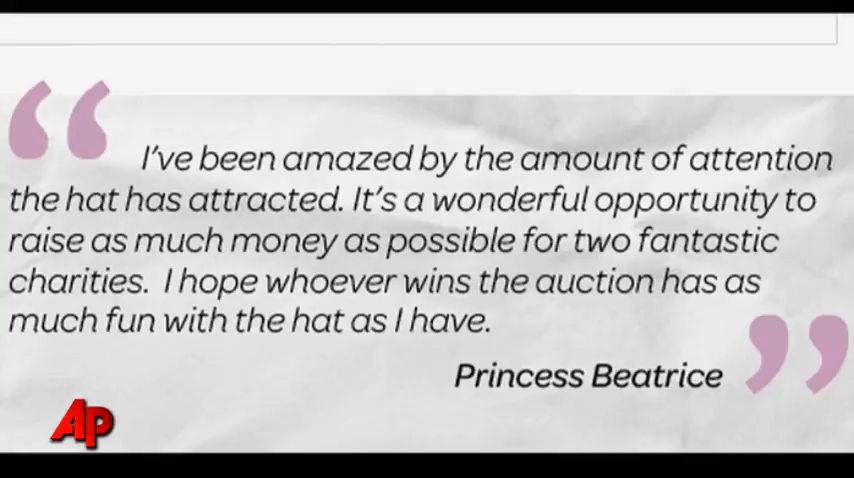 “ I’ve been amazed by the amount of attention
the hat has attracted. It’s a wonderful opportunity to
raise as much money as possible for two fantastic
charities.  I hope whoever wins the auction has as
much fun with the hat as I have. ”
Princess Beatrice
AP